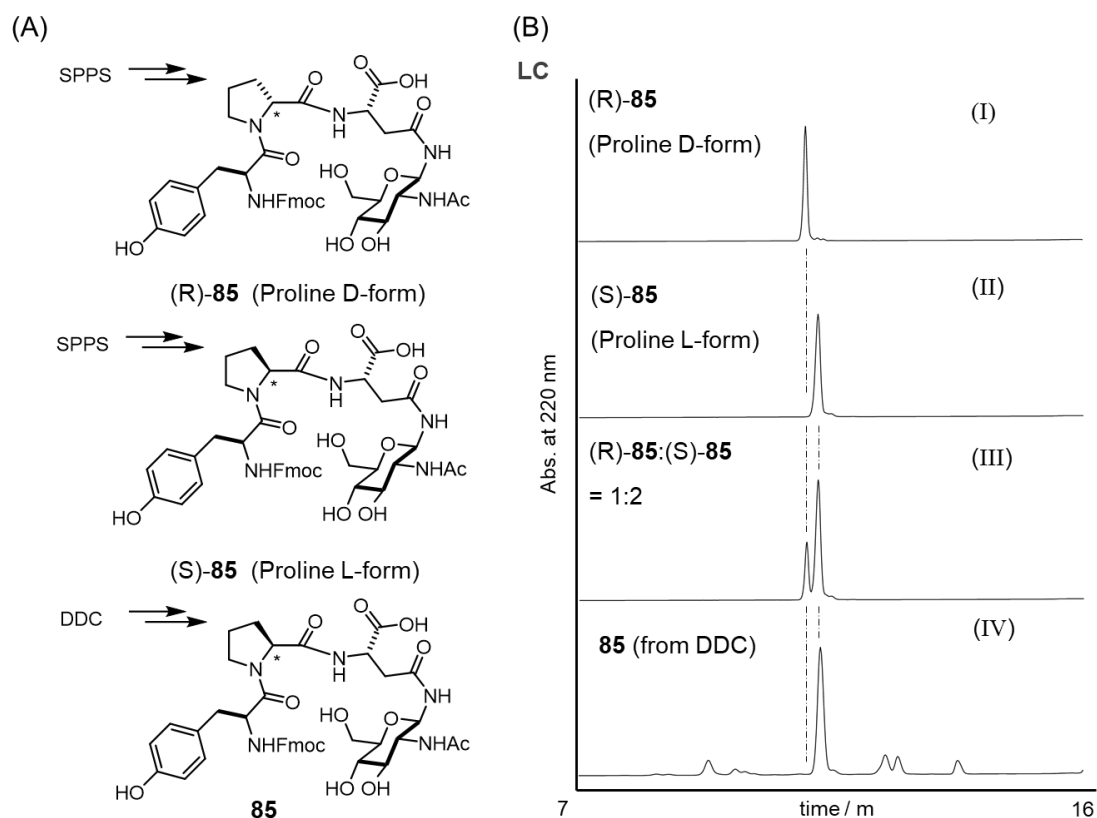 (A)
SPPS
O
O
OH
N
H
O
*
N
O
NH
HO
O
NHFmoc
NHAc
HO
HO
OH
(R)-85 (Proline D-form)
SPPS
O
O
OH
N
H
O
*
N
O
NH
HO
O
NHFmoc
NHAc
HO
HO
OH
(S)-85 (Proline L-form)
DDC
O
O
OH
N
H
O
*
N
O
NH
HO
O
NHFmoc
NHAc
HO
HO
OH
85
(B)
LC
(R)-85
(Proline D-form)
(I)
(S)-85
(Proline L-form)
(II)
(R)-85:(S)-85
= 1:2
(III)
85 (from DDC)
(IV)
Abs. at 220 nm
7
time / m
16